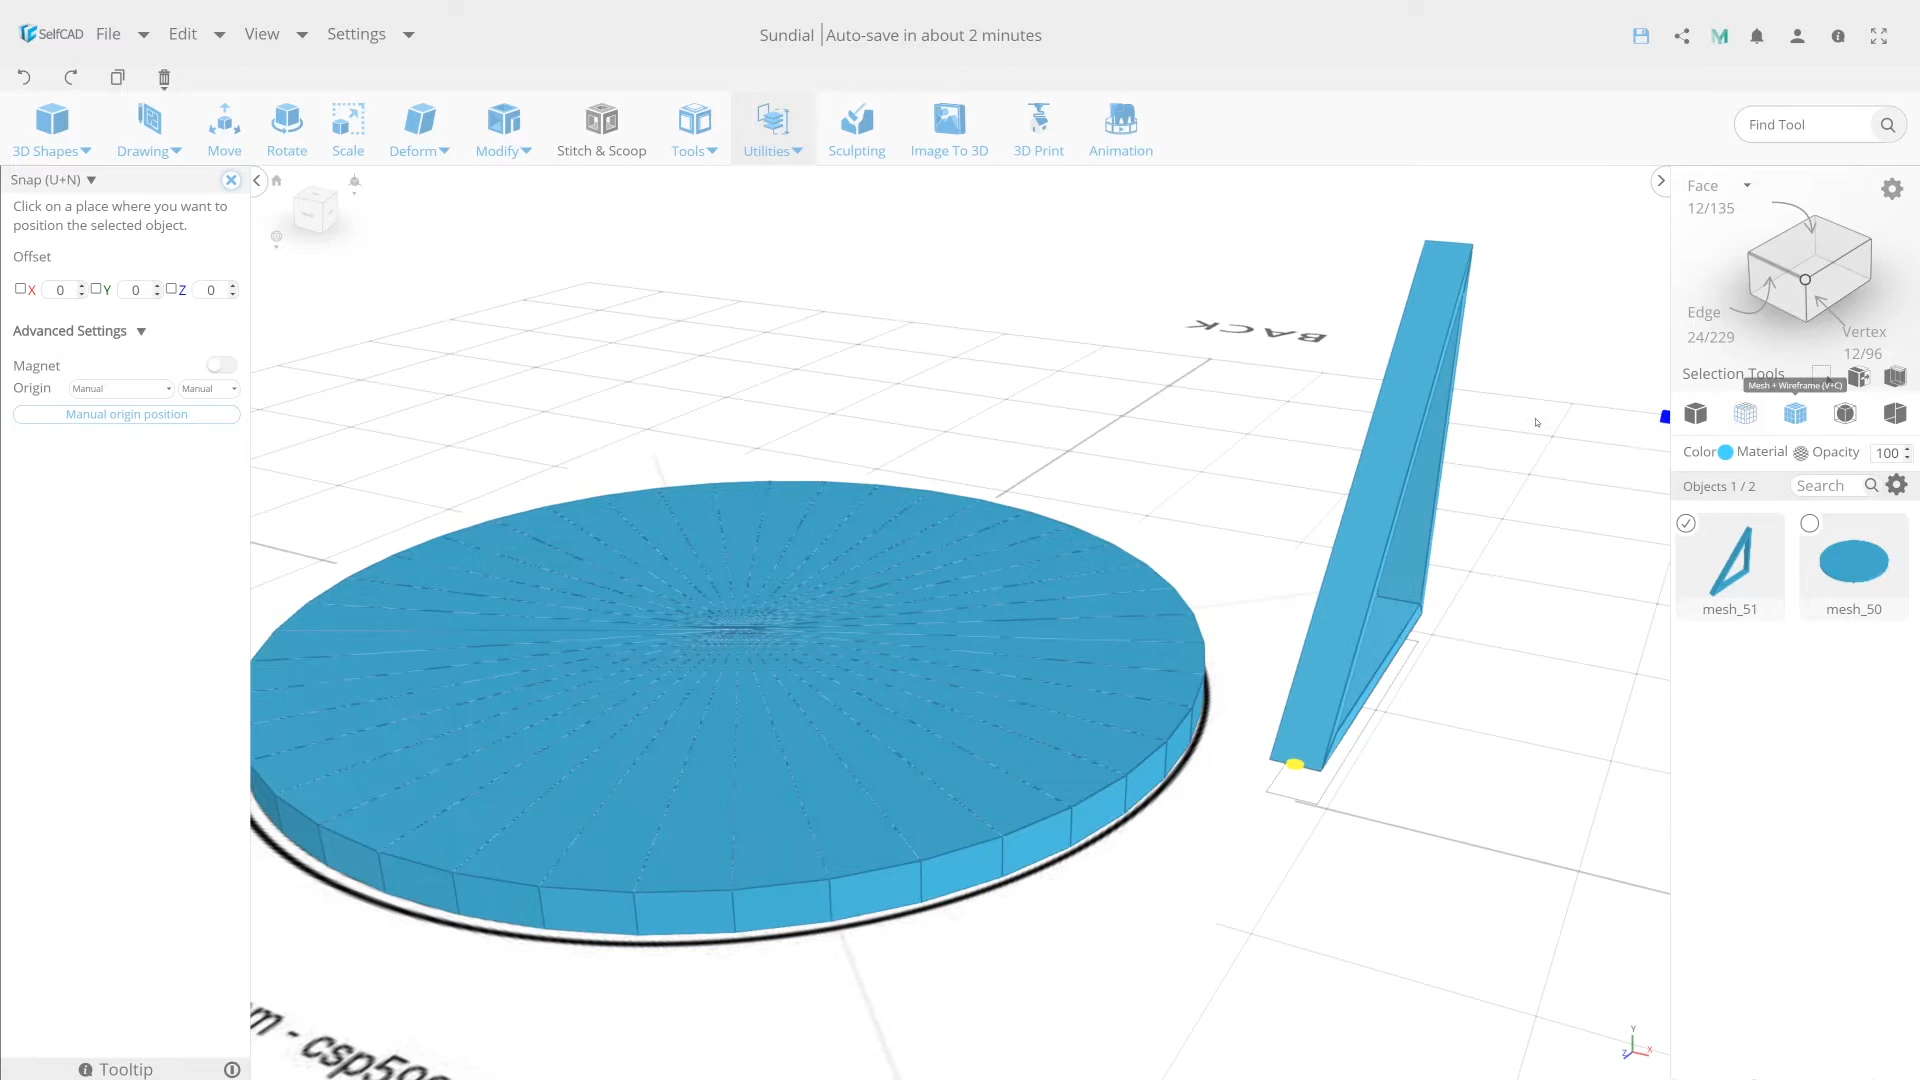 SelfCAD File Edit View Settings
Sundial Auto-save in about 2 minutes
3D Shapes Drawing Move Rotate Scale Deform Modify Stitch & Scoop Tools Utilities Sculpting Image To 3D 3D Print Animation
Find Tool
Snap (U+N)
Click on a place where you want to
position the selected object.
Offset
X 0 Y 0 Z 0
Advanced Settings
Magnet
Origin Manual Manual
Manual origin position
Tooltip
BACK
Y
X
Z
Face
12/135
Edge
24/229
Vertex
12/96
Selection Tools
Mesh + Wireframe (V+C)
Color Material Opacity 100
Objects 1 / 2 Search
mesh_51 mesh_50